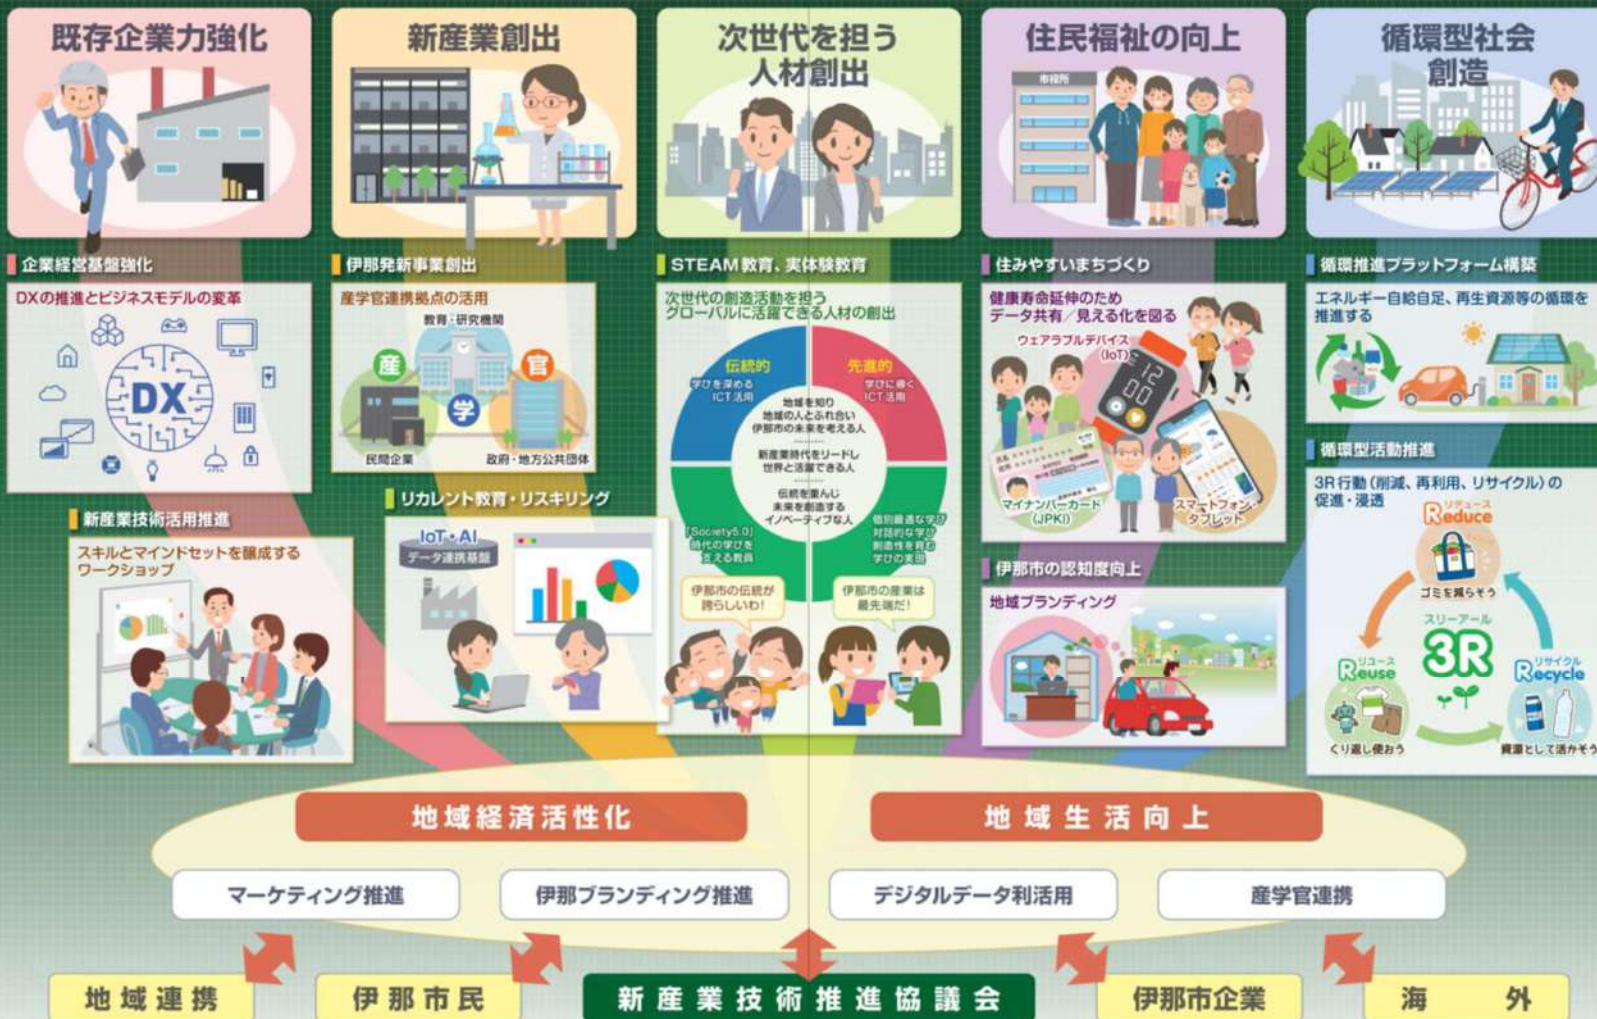 既存企業力強化
新産業創出
次世代を担う
人材創出
住民福祉の向上
市役所
循環型社会
創造
企業経営基盤強化
DXの推進とビジネスモデルの変革
DX
新産業技術活用推進
スキルとマインドセットを醸成する
ワークショップ
伊那発新事業創出
産学官連携拠点の活用
教育・研究機関
産
官
学
民間企業
政府・地方公共団体
リカレント教育・リスキリング
IoT・AI
データ連携基盤
STEAM教育、実体験教育
次世代の創造活動を担う
グローバルに活躍できる人材の創出
伝統的
学びを深める
ICT活用
先進的
学びに導く
ICT活用
地域を知り
地域の人とふれ合い
伊那市の未来を考える人
新産業時代をリードし
世界と活躍できる人
伝統を重んじ
未来を創造する
イノベーティブな人
「Society5.0」
時代の学びを
支える教員
個別最適な学び
対話的な学び
創造性を育む
学びの実現
伊那市の伝統が
誇らしいわ!
伊那市の産業は
最先端だ!
住みやすいまちづくり
健康寿命延伸のため
データ共有/見える化を図る
ウェアラブルデバイス
(IoT)
12
00
マイナンバーカード
(JPKI)
スマートフォン・
タブレット
伊那市の認知度向上
地域ブランディング
循環推進プラットフォーム構築
エネルギー自給自足、再生資源等の循環を
推進する
循環型活動推進
3R行動(削減、再利用、リサイクル)の
促進・浸透
リデュース
Reduce
ゴミを減らそう
スリーアール
3R
リユース
Reuse
くり返し使おう
リサイクル
Recycle
資源として活かそう
地域経済活性化
地域生活向上
マーケティング推進
伊那ブランディング推進
デジタルデータ利活用
産学官連携
地域連携
伊那市民
新産業技術推進協議会
伊那市企業
海外